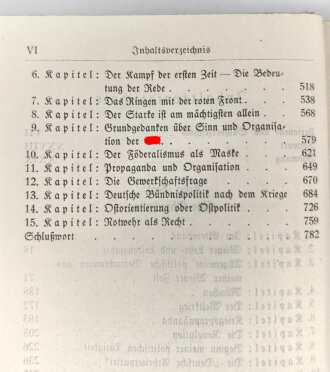 VI Inhaltsverzeichnis
6. Kapitel: Der Kampf der ersten Zeit — Die Bedeu-
tung der Rede . . . . . . . . 518
7. Kapitel: Das Ringen mit der roten Front . . . 538
8. Kapitel: Der Starke ist am mächtigsten allein . . 568
9. Kapitel: Grundgedanken über Sinn und Organisa-
tion der . . . . . . . . 579
10. Kapitel: Der Föderalismus als Maske . . . . 621
11. Kapitel: Propaganda und Organisation . . . . 649
12. Kapitel: Die Gewerkschaftsfrage . . . . . 670
13. Kapitel: Deutsche Bündnispolitik nach dem Kriege 684
14. Kapitel: Ostorientierung oder Ostpolitik . . . 726
15. Kapitel: Notwehr als Recht . . . . . . 759
Schlußwort . . . . . . . . . . . 782